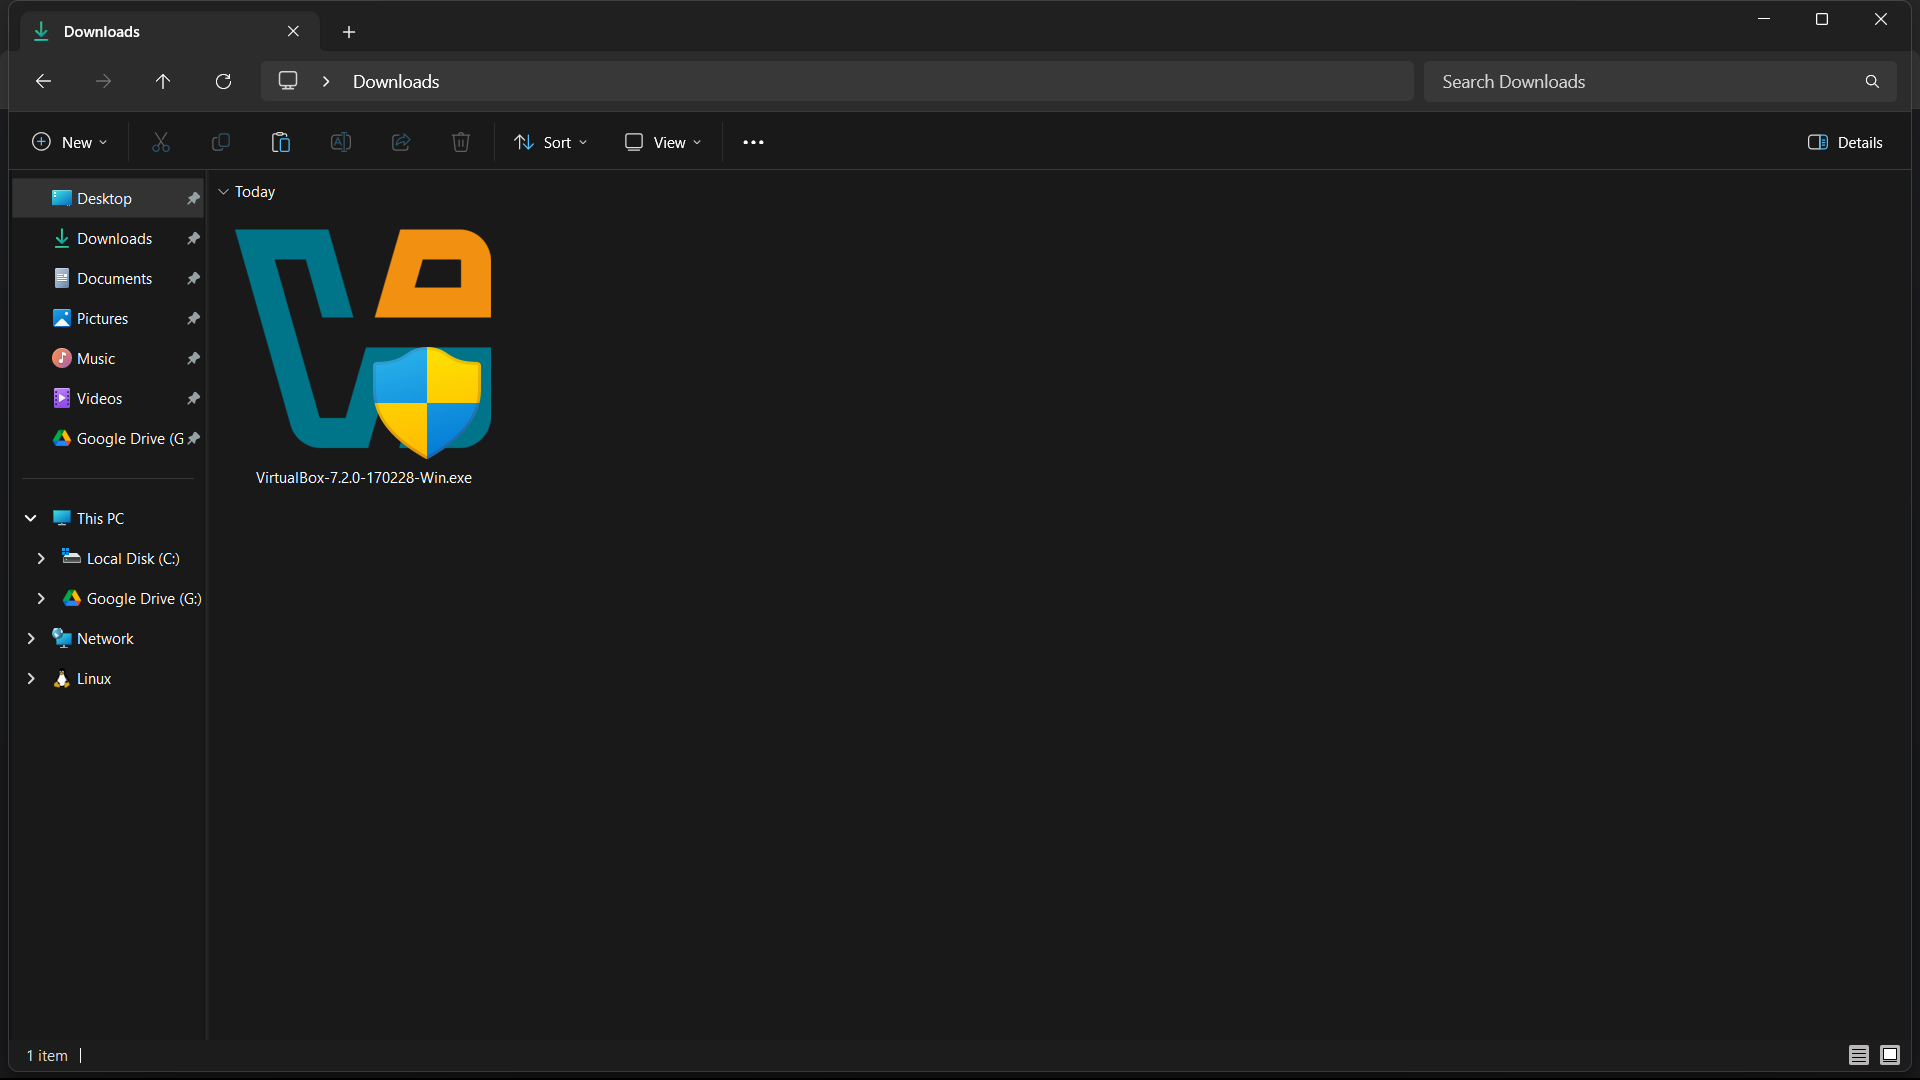 Downloads
Downloads
Search Downloads
New
Sort
View
Details
Desktop
Downloads
Documents
Pictures
Music
Videos
Google Drive (G
This PC
Local Disk (C:)
Google Drive (G:)
Network
Linux
Today
VirtualBox-7.2.0-170228-Win.exe
1 item